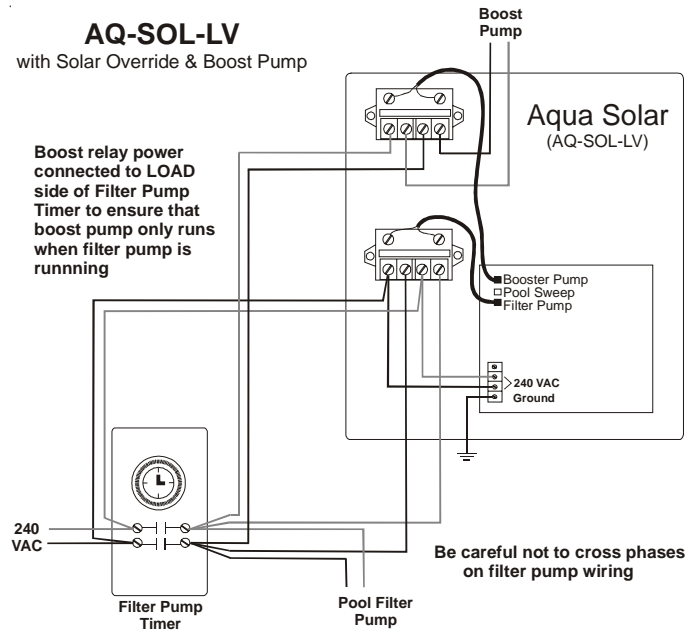 AQ-SOL-LV
with Solar Override & Boost Pump
Boost
Pump
Aqua Solar
(AQ-SOL-LV)
Boost relay power
connected to LOAD
side of Filter Pump
Timer to ensure that
boost pump only runs
when filter pump is
runnning
Booster Pump
Pool Sweep
Filter Pump
240 VAC
Ground
240
VAC
Be careful not to cross phases
on filter pump wiring
Filter Pump
Timer
Pool Filter
Pump